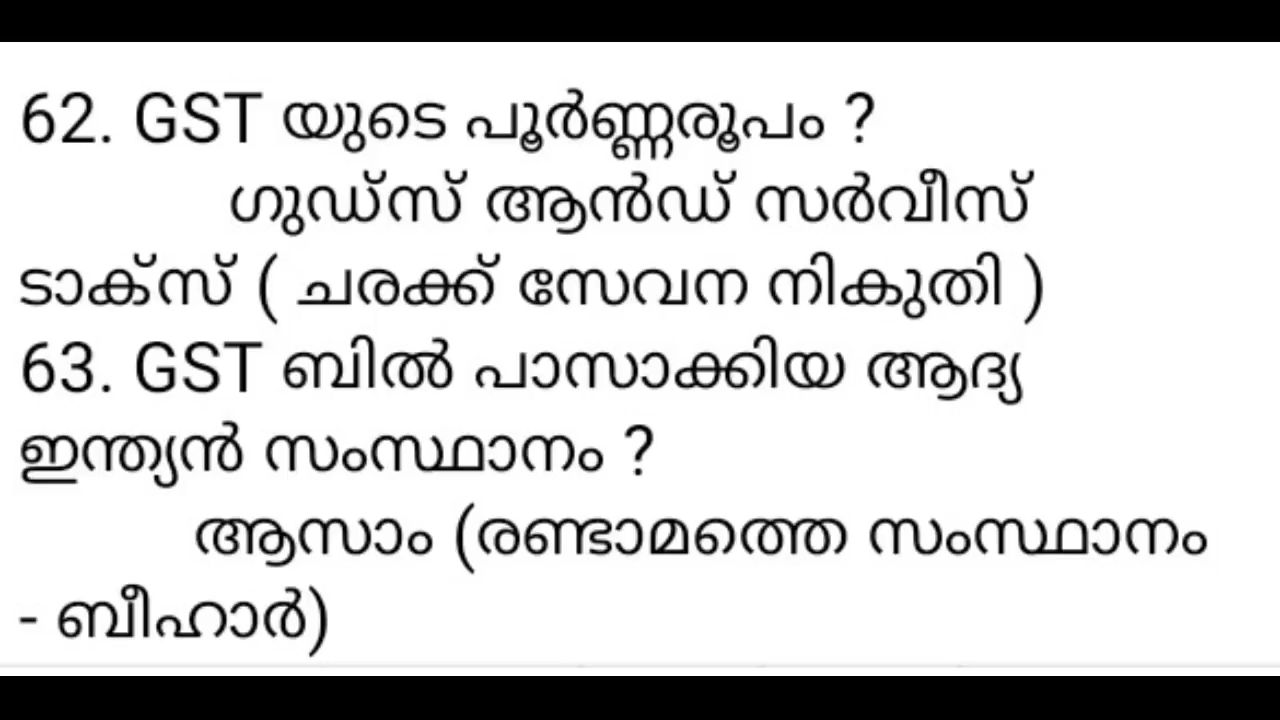 62. GST യുടെ പൂർണ്ണരൂപം ?
ഗുഡ്സ് ആൻഡ് സർവീസ്
ടാക്സ് ( ചരക്ക് സേവന നികുതി )
63. GST ബിൽ പാസാക്കിയ ആദ്യ
ഇന്ത്യൻ സംസ്ഥാനം ?
ആസാം (രണ്ടാമത്തെ സംസ്ഥാനം
- ബീഹാർ)